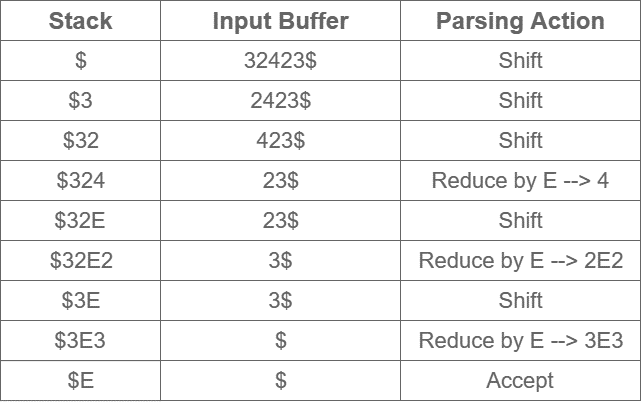 Stack Input Buffer Parsing Action
$ 32423$ Shift
$3 2423$ Shift
$32 423$ Shift
$324 23$ Reduce by E --> 4
$32E 23$ Shift
$32E2 3$ Reduce by E --> 2E2
$3E 3$ Shift
$3E3 $ Reduce by E --> 3E3
$E $ Accept